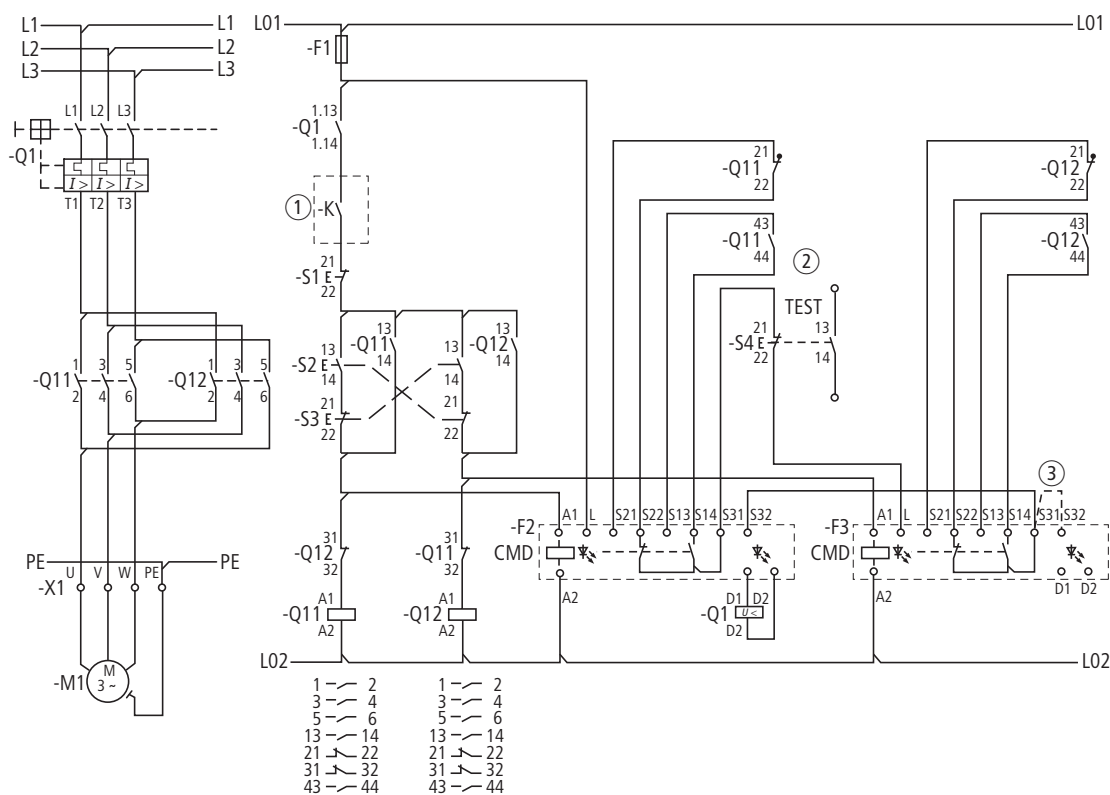 L1 L1
L2 L2
L3 L3
L1 L2 L3
-Q1
I > I > I >
T1 T2 T3
1 3 5
-Q11
2 4 6
1 3 5
-Q12
2 4 6
PE PE
U V W PE
-X1
-M1
M
3 ~
L01 L01
-F1
1.13
-Q1
1.14
1
-K
21
-S1 E
22
13
-S2 E
14
21
-S3 E
22
13
-Q11
14
13
14
21
22
13
-Q12
14
31
-Q12
32
31
-Q11
32
A1
-Q11
A2
A1
-Q12
A2
L02 L02
21
-Q11
22
43
-Q11
44
2
TEST
21
-S4 E
22
13
14
21
-Q12
22
43
-Q12
44
3
A1 L S21 S22 S13 S14 S31 S32
-F2
CMD
A2
D1 D2
-Q1
U <
D2
A1 L S21 S22 S13 S14 S31 S32
-F3
CMD
A2
D1 D2
1 2
3 4
5 6
13 14
21 22
31 32
43 44
1 2
3 4
5 6
13 14
21 22
31 32
43 44